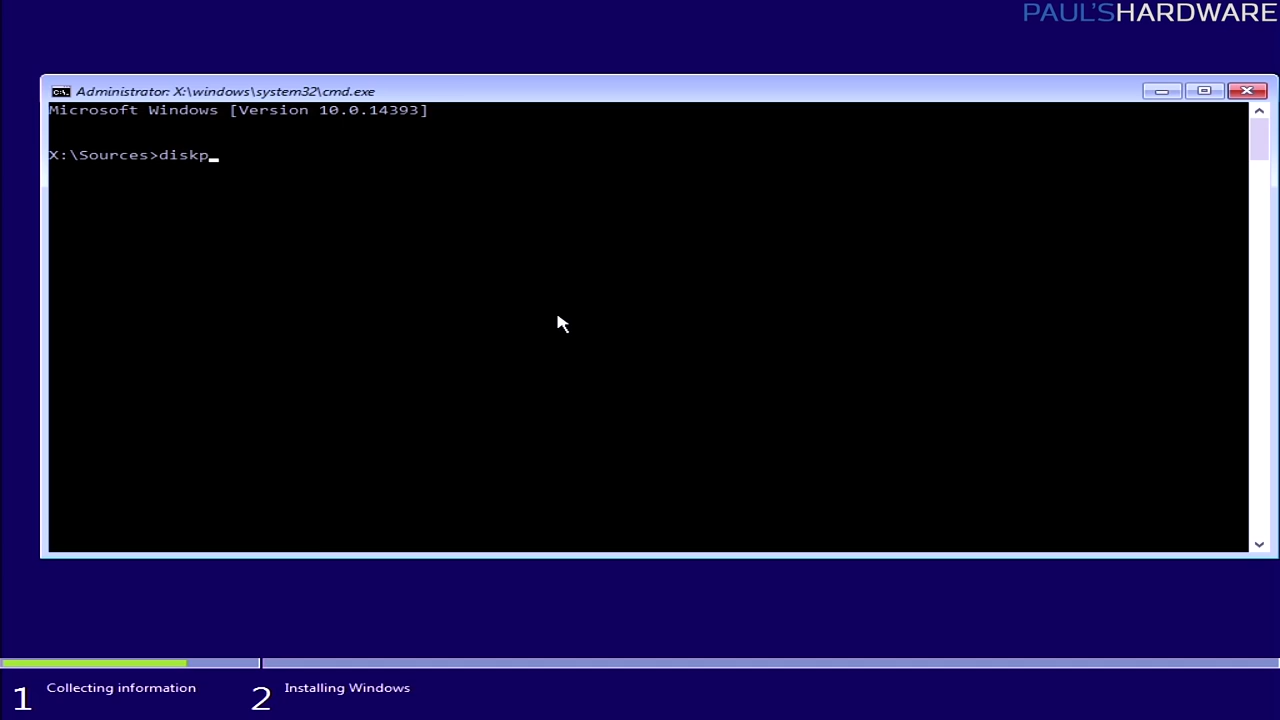 PAUL'SHARDWARE
Administrator: X:\windows\system32\cmd.exe
Microsoft Windows [Version 10.0.14393]
X:\Sources>diskp_
1 Collecting information
2 Installing Windows